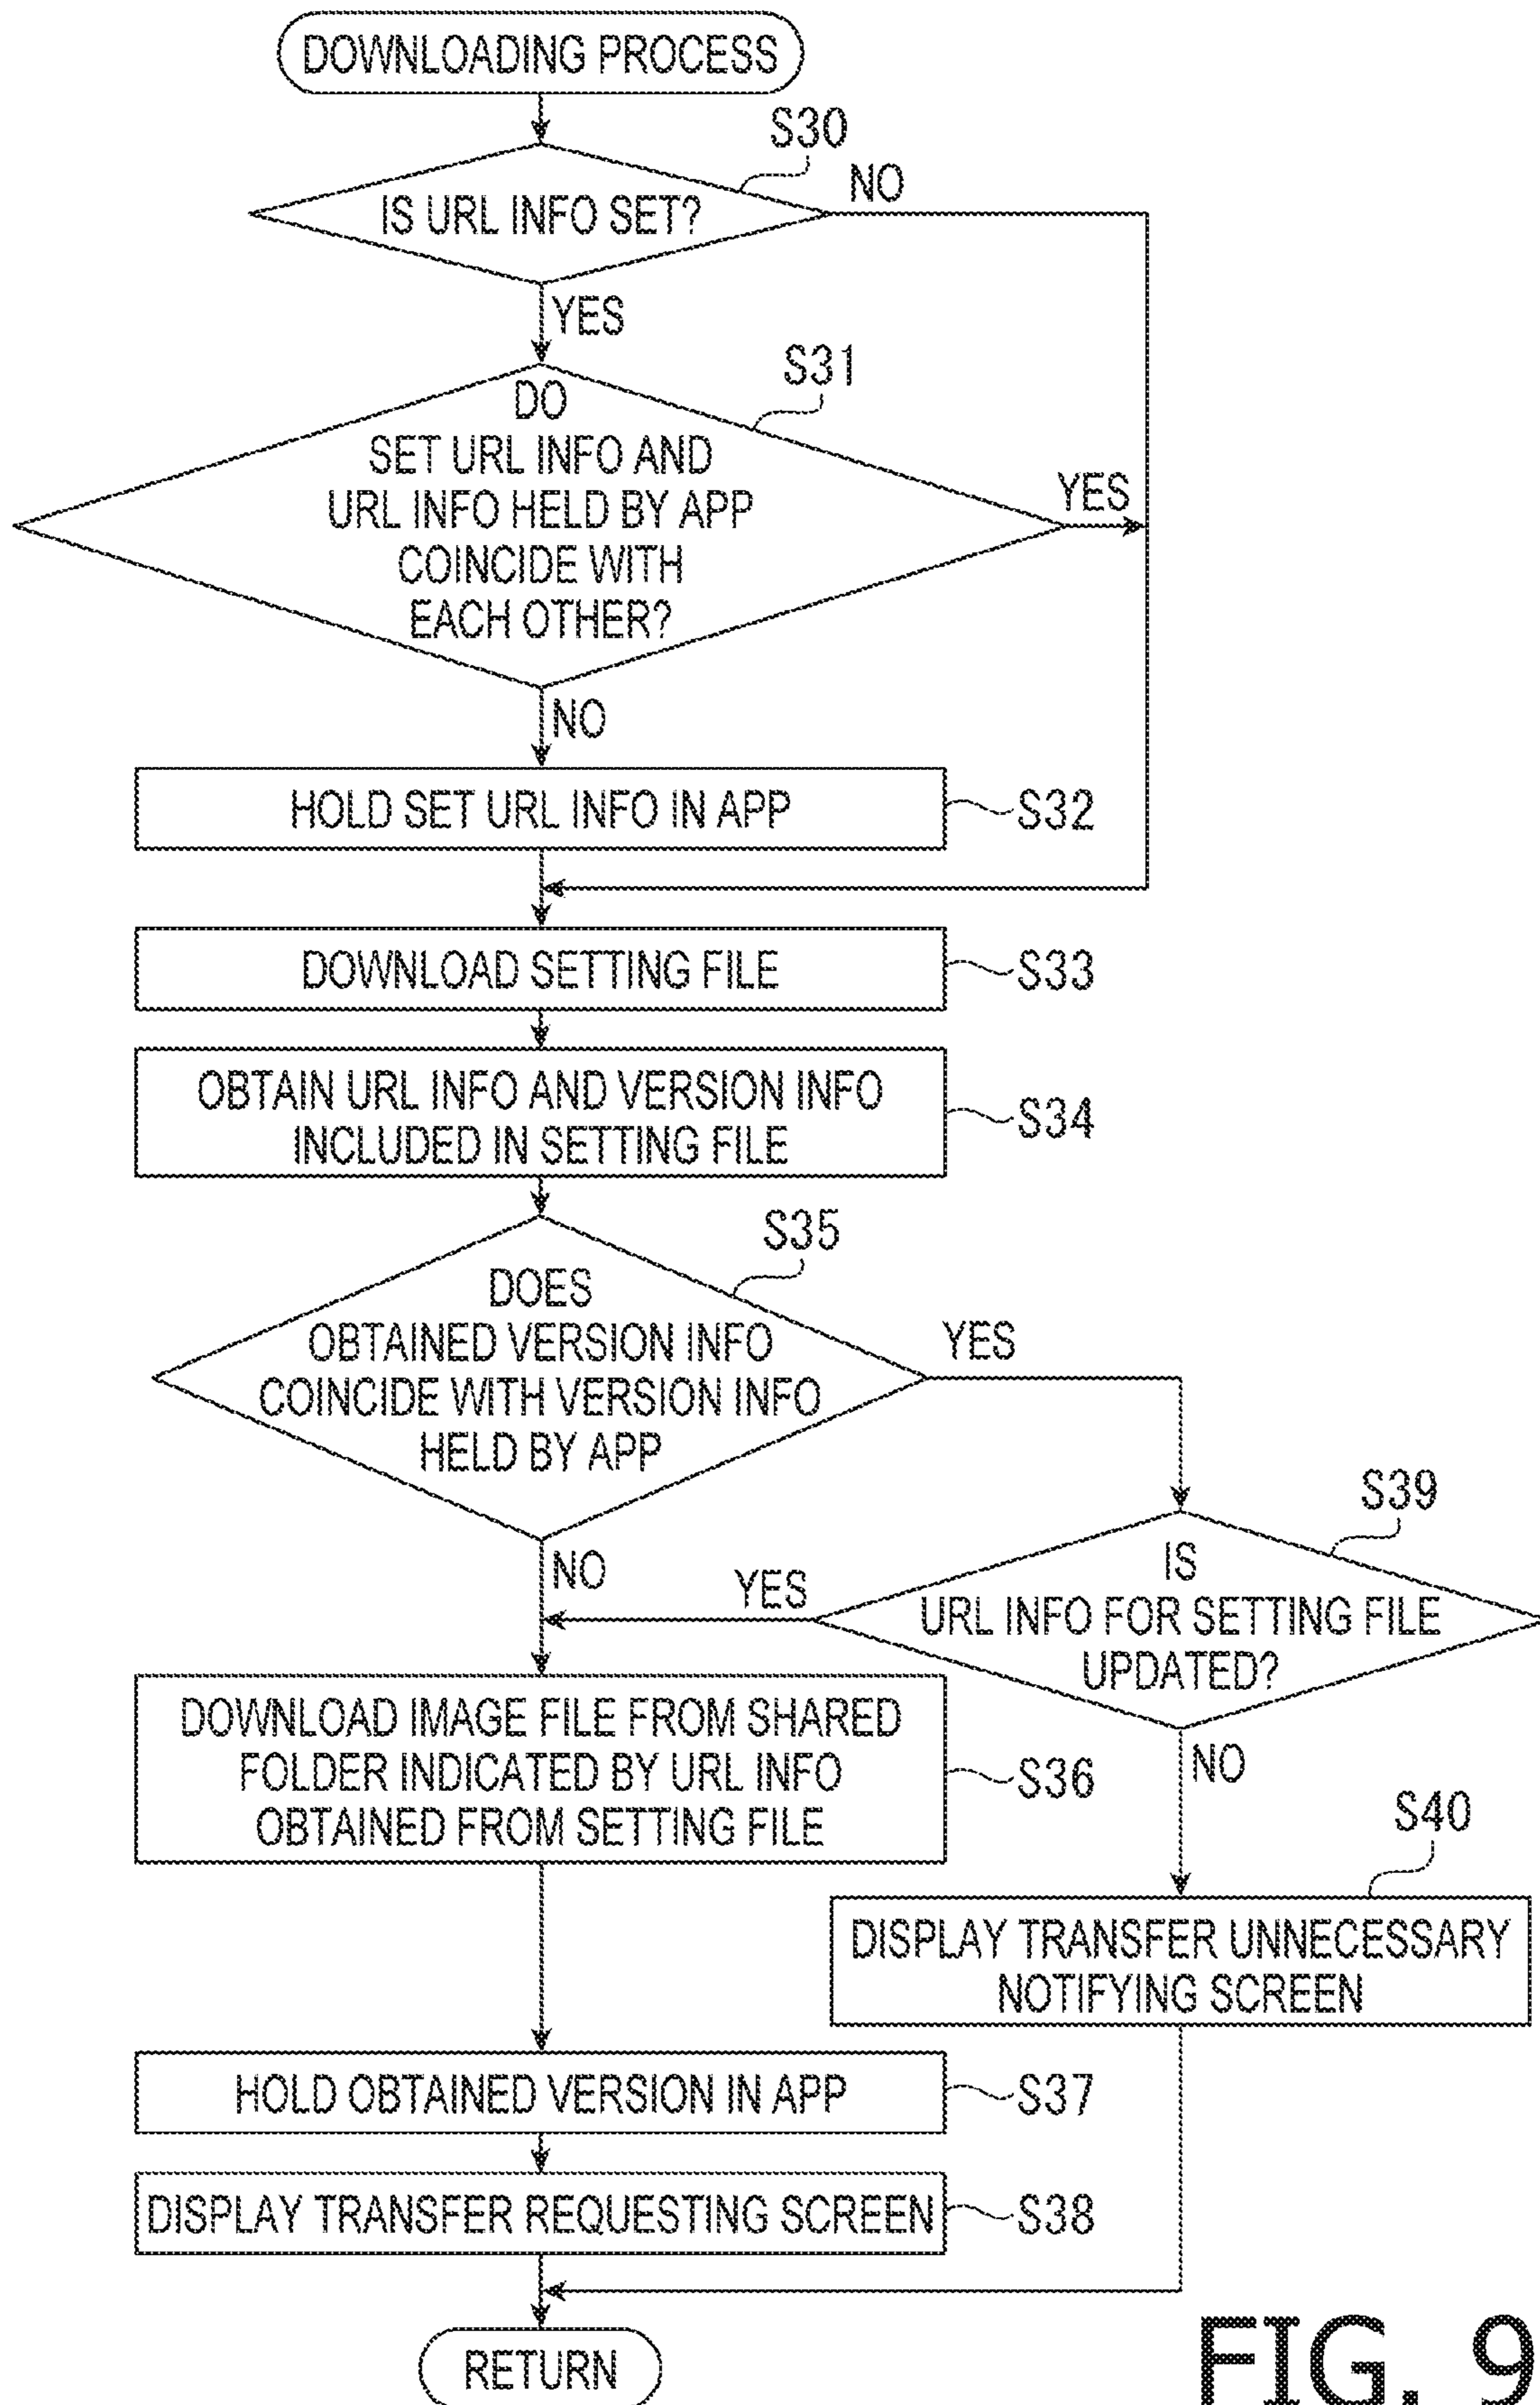 DOWNLOADING PROCESS
S30
IS URL INFO SET?
NO
YES
S31
DO
SET URL INFO AND
URL INFO HELD BY APP
COINCIDE WITH
EACH OTHER?
YES
NO
HOLD SET URL INFO IN APP
S32
DOWNLOAD SETTING FILE
S33
OBTAIN URL INFO AND VERSION INFO
INCLUDED IN SETTING FILE
S34
S35
DOES
OBTAINED VERSION INFO
COINCIDE WITH VERSION INFO
HELD BY APP
YES
NO
S39
IS
URL INFO FOR SETTING FILE
UPDATED?
YES
NO
DOWNLOAD IMAGE FILE FROM SHARED
FOLDER INDICATED BY URL INFO
OBTAINED FROM SETTING FILE
S36
S40
DISPLAY TRANSFER UNNECESSARY
NOTIFYING SCREEN
HOLD OBTAINED VERSION IN APP
S37
DISPLAY TRANSFER REQUESTING SCREEN
S38
RETURN
FIG. 9